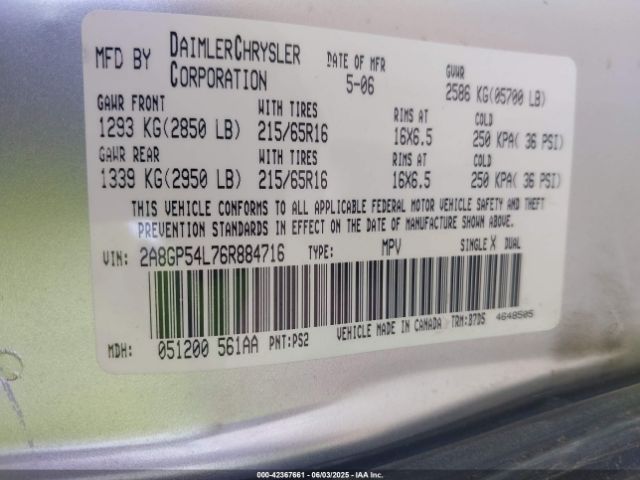 MFD BY DAIMLERCHRYSLER CORPORATION DATE OF MFR 5-06 GVWR 2586 KG(05700 LB)
GAWR FRONT WITH TIRES RIMS AT COLD
1293 KG(2850 LB) 215/65R16 16X6.5 250 KPA( 36 PSI)
GAWR REAR WITH TIRES RIMS AT COLD
1339 KG(2950 LB) 215/65R16 16X6.5 250 KPA( 36 PSI)
THIS VEHICLE CONFORMS TO ALL APPLICABLE FEDERAL MOTOR VEHICLE SAFETY AND THEFT
PREVENTION STANDARDS IN EFFECT ON THE DATE OF MANUFACTURE SHOWN ABOVE.
VIN: 2A8GP54L76R884716 TYPE: MPV SINGLE X DUAL
MDH: 051200 561AA PNT:PS2 VEHICLE MADE IN CANADA TRM:B7D5 4648505
000-42367661 - 06/03/2025 - IAA Inc.